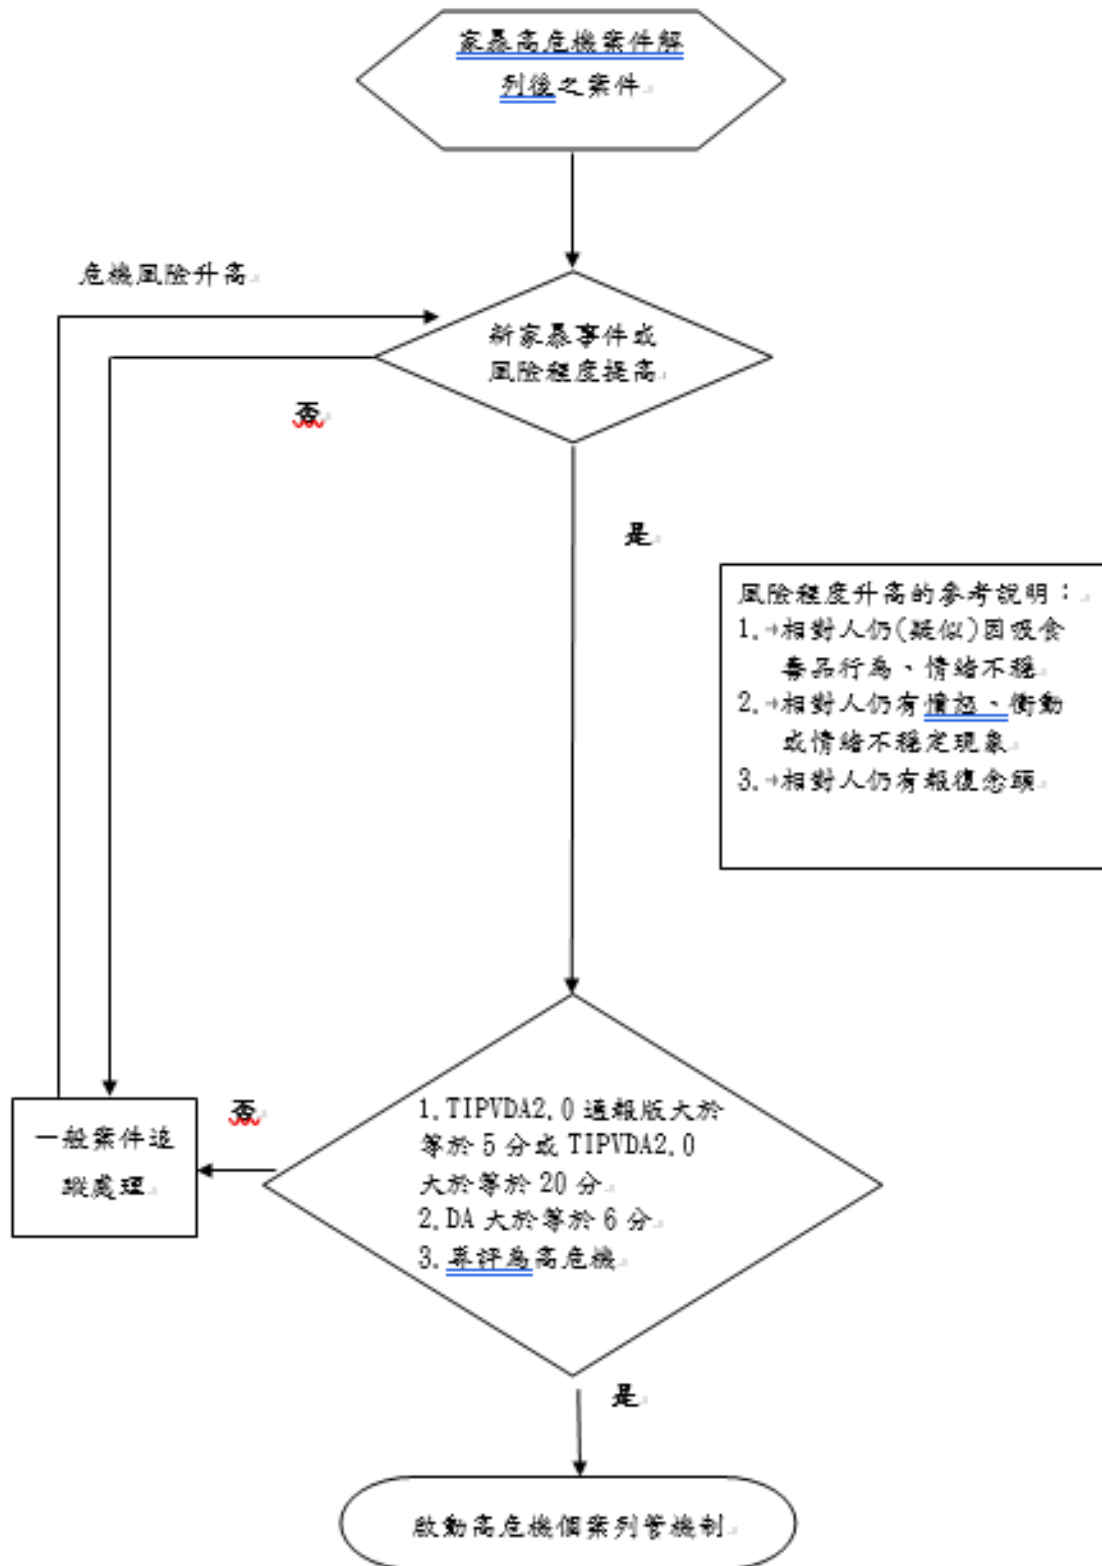 家暴高危機案件解
列後之案件
危機風險升高
新家暴事件或
風險程度提高
否
是
風險程度升高的參考說明：
1.相對人仍(疑似)因吸食
毒品行為、情緒不穩
2.相對人仍有憤怒、衝動
或情緒不穩定現象
3.相對人仍有報復念頭
一般案件追
蹤處理
否
1.TIPVDA2.0通報版大於
等於5分或TIPVDA2.0
大於等於20分
2.DA大於等於6分
3.專評為高危機
是
啟動高危機個案列管機制